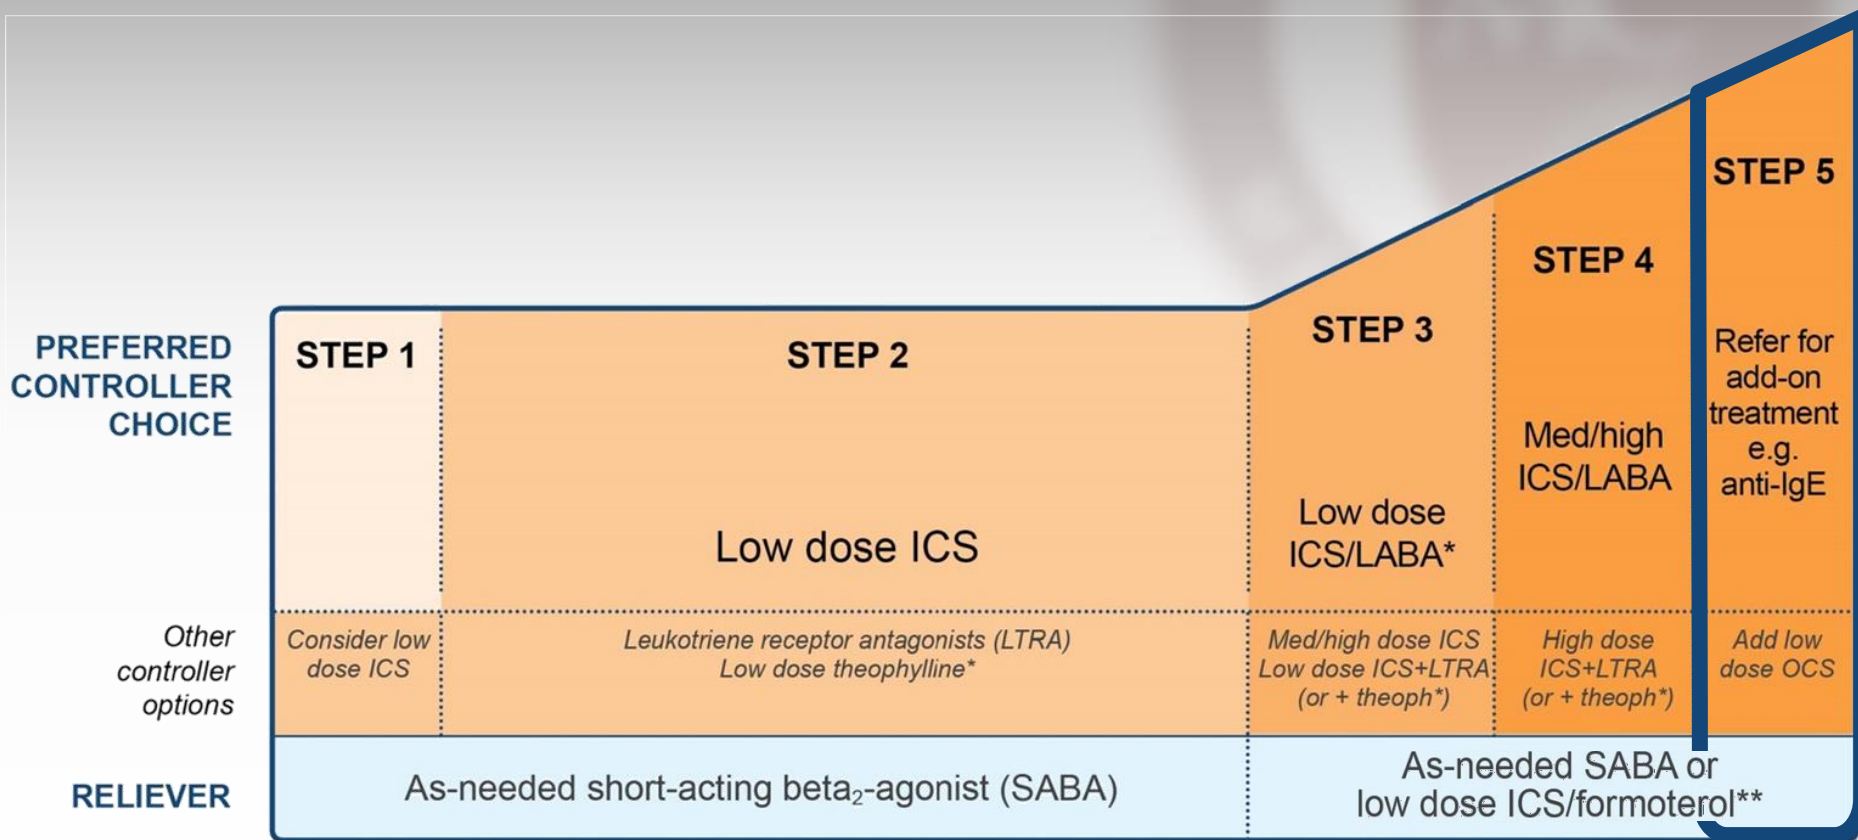 PREFERRED
CONTROLLER
CHOICE
STEP 1
STEP 2
Low dose ICS
STEP 3
Low dose
ICS/LABA*
STEP 4
Med/high
ICS/LABA
STEP 5
Refer for
add-on
treatment
e.g.
anti-IgE
Other
controller
options
Consider low
dose ICS
Leukotriene receptor antagonists (LTRA)
Low dose theophylline*
Med/high dose ICS
Low dose ICS+LTRA
(or + theoph*)
High dose
ICS+LTRA
(or + theoph*)
Add low
dose OCS
RELIEVER
As-needed short-acting beta₂-agonist (SABA)
As-needed SABA or
low dose ICS/formoterol**